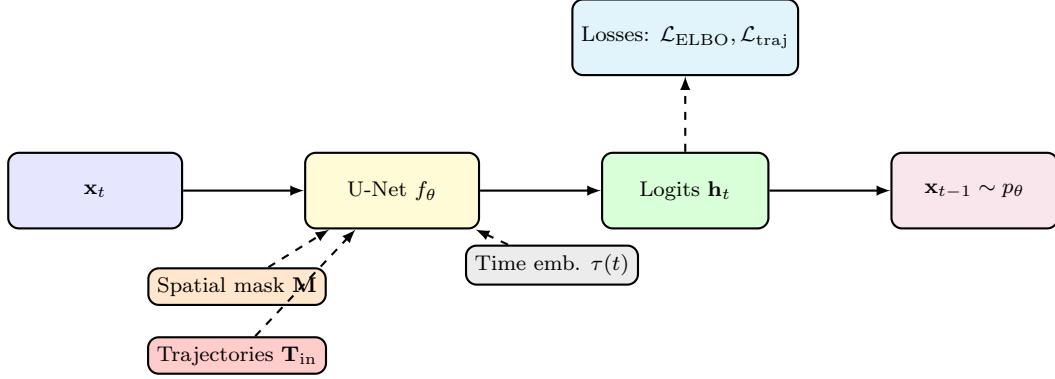 Losses: ℒ_ELBO, ℒ_traj
𝐱_t
U-Net f_θ
Logits 𝐡_t
𝐱_{t−1} ∼ p_θ
Time emb. τ(t)
Spatial mask 𝐌
Trajectories 𝐓_in